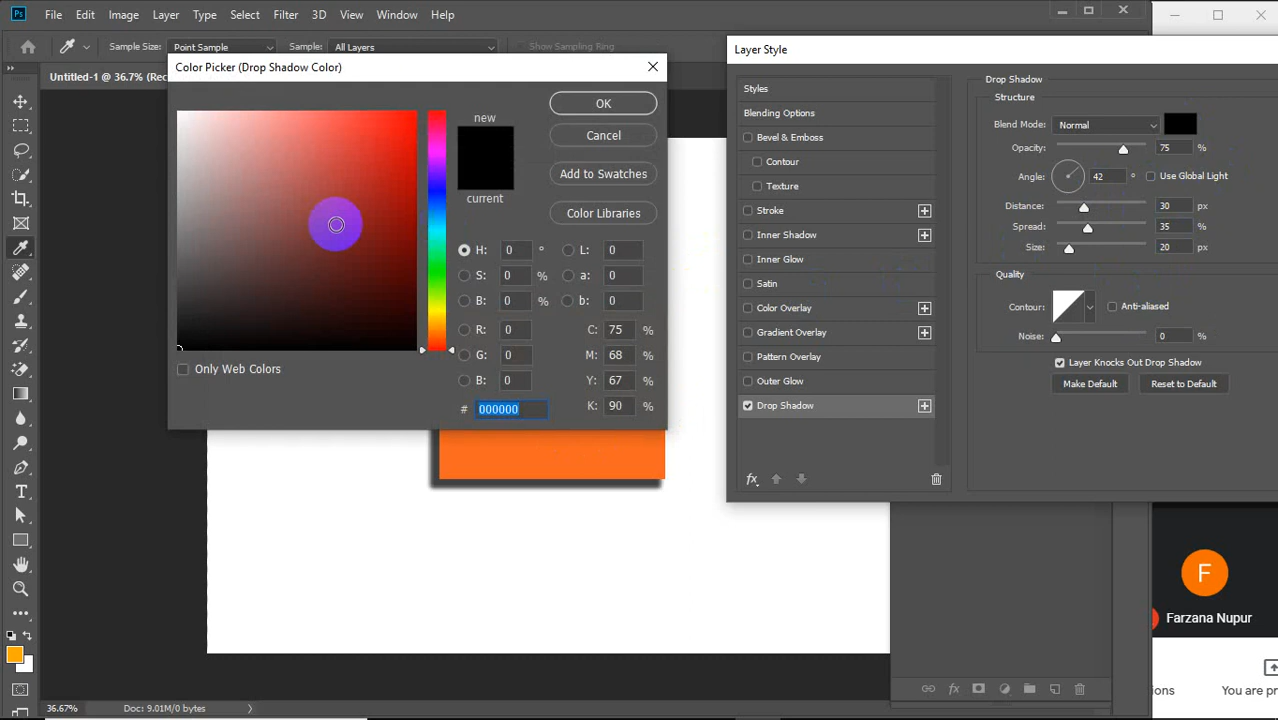 Ps File Edit Image Layer Type Select Filter 3D View Window Help
Sample Size: Point Sample Sample: All Layers Show Sampling Ring
Untitled-1 @ 36.7% (Rec
Color Picker (Drop Shadow Color)
new
current
OK
Cancel
Add to Swatches
Color Libraries
H: 0 ° L: 0
S: 0 % a: 0
B: 0 % b: 0
R: 0 C: 75 %
G: 0 M: 68 %
B: 0 Y: 67 %
# 000000 K: 90 %
Only Web Colors
Layer Style
Styles
Blending Options
Bevel & Emboss
Contour
Texture
Stroke
Inner Shadow
Inner Glow
Satin
Color Overlay
Gradient Overlay
Pattern Overlay
Outer Glow
Drop Shadow
fx
Drop Shadow
Structure
Blend Mode: Normal
Opacity: 75 %
Angle: 42 ° Use Global Light
Distance: 30 px
Spread: 35 px
Size: 20 px
Quality
Contour: Anti-aliased
Noise: 0 %
Layer Knocks Out Drop Shadow
Make Default Reset to Default
F
Farzana Nupur
ions You are pr
fx
36.67% Doc: 9.01M/0 bytes